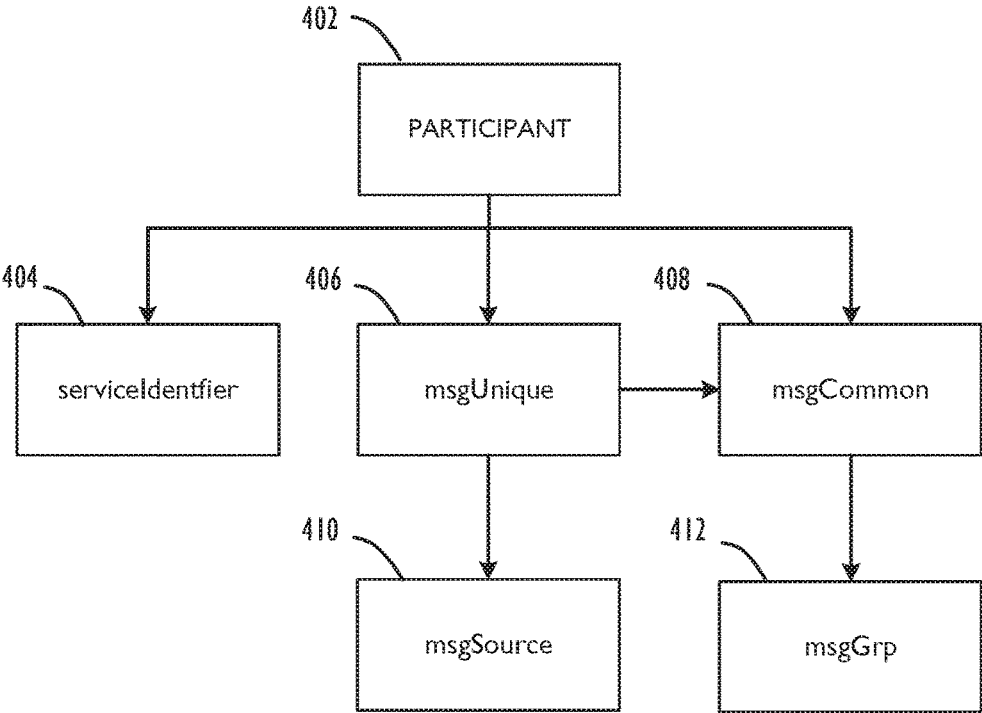 402
PARTICIPANT
404
406
408
serviceIdentfier
msgUnique
msgCommon
410
412
msgSource
msgGrp